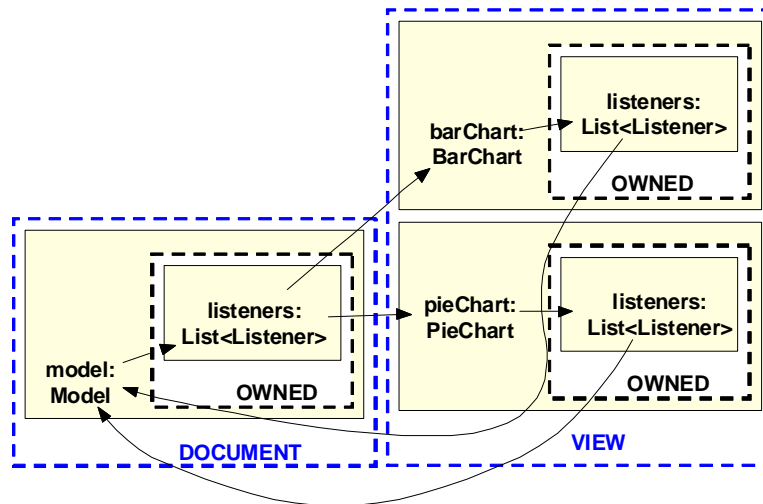 listeners:
List<Listener>
barChart:
BarChart
OWNED
listeners:
List<Listener>
pieChart:
PieChart
OWNED
VIEW
listeners:
List<Listener>
model:
Model
OWNED
DOCUMENT